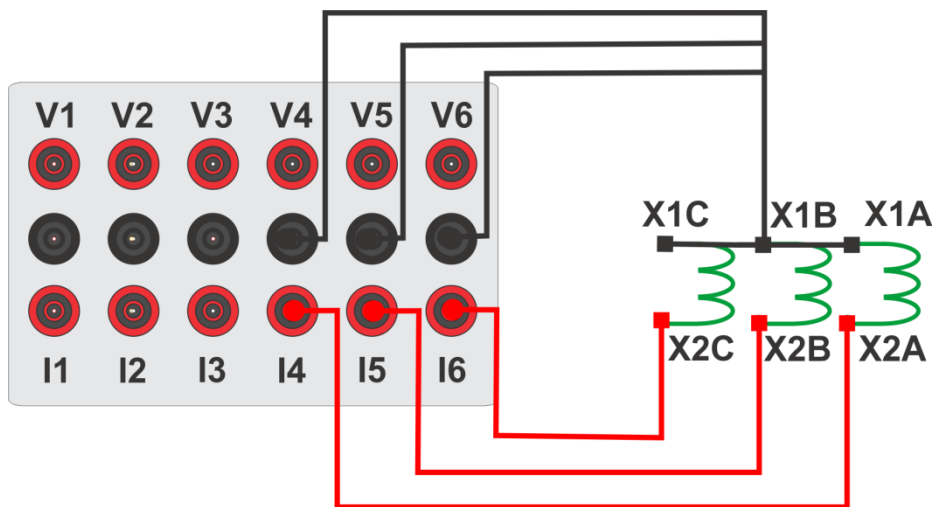 V1 V2 V3 V4 V5 V6
X1C X1B X1A
X2C X2B X2A
I1 I2 I3 I4 I5 I6